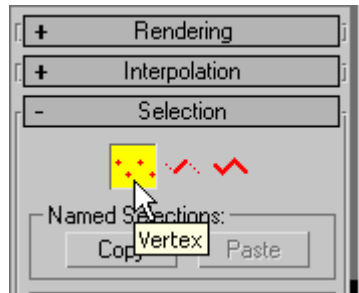 + Rendering
+ Interpolation
- Selection
Named Selections:
Copy Paste
Vertex